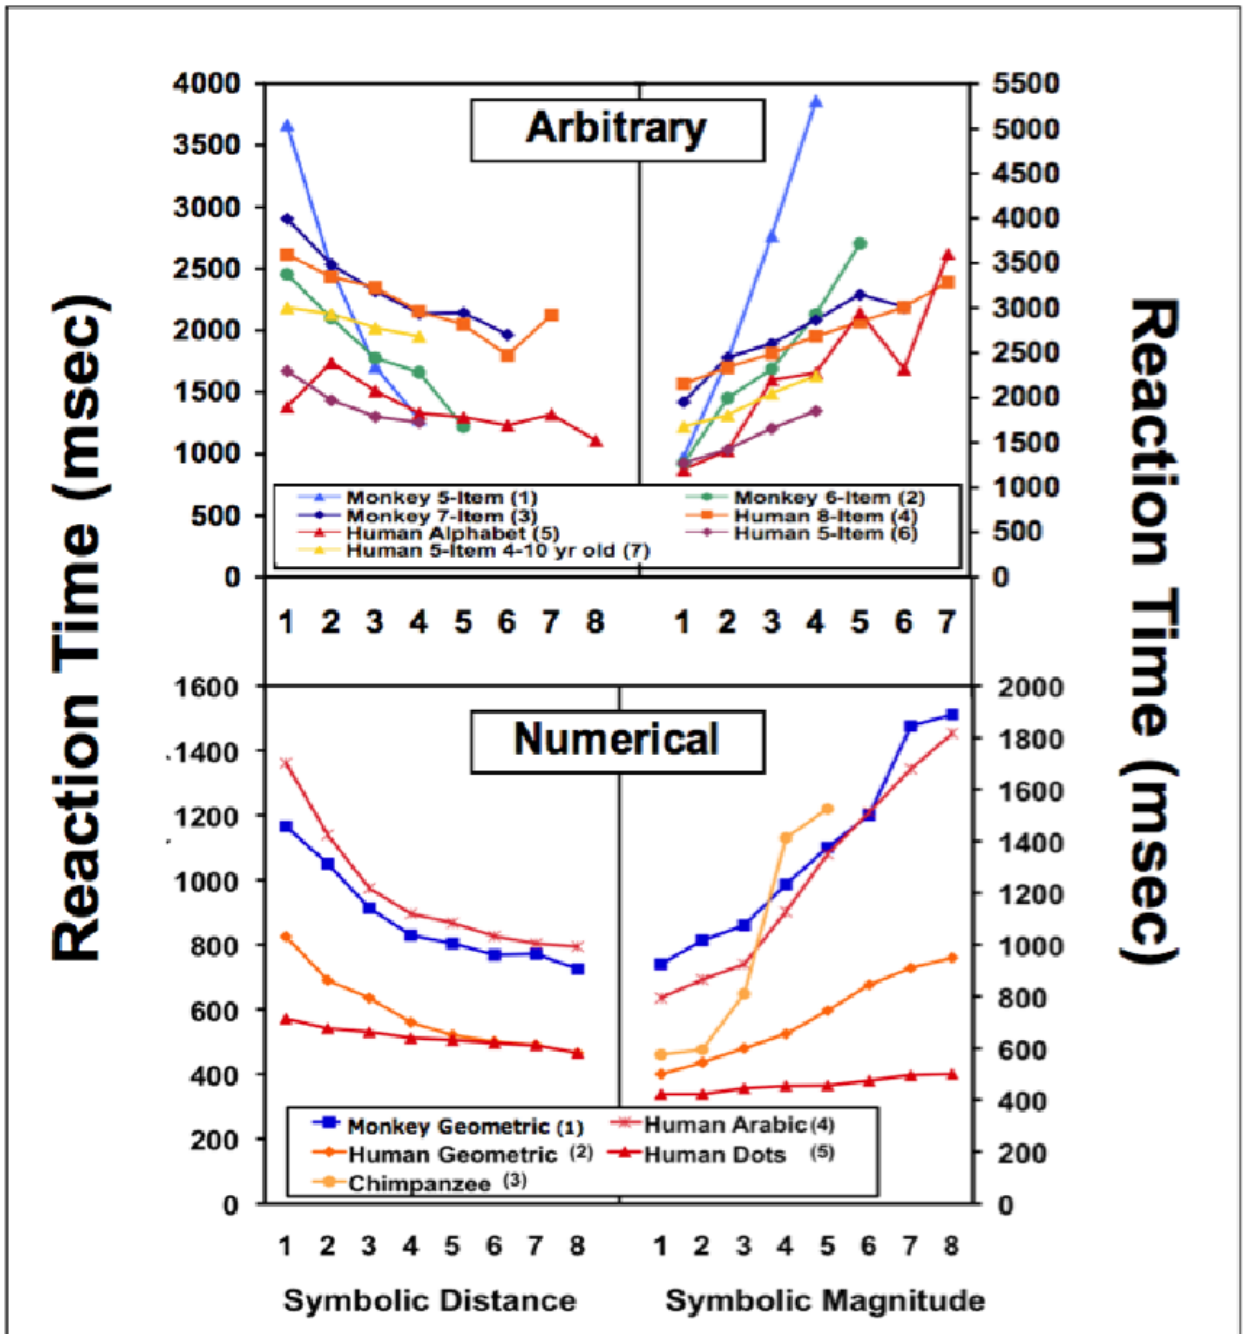 Reaction Time (msec)
Arbitrary
4000
3500
3000
2500
2000
1500
1000
500
0
5500
5000
4500
4000
3500
3000
2500
2000
1500
1000
500
0
Monkey 5-Item (1)
Monkey 6-Item (2)
Monkey 7-Item (3)
Human 8-Item (4)
Human Alphabet (5)
Human 5-Item (6)
Human 5-Item 4-10 yr old (7)
1 2 3 4 5 6 7 8
1 2 3 4 5 6 7
Reaction Time (msec)
Numerical
1600
1400
1200
1000
800
600
400
200
0
2000
1800
1600
1400
1200
1000
800
600
400
200
0
Monkey Geometric (1)
Human Arabic (4)
Human Geometric (2)
Human Dots (5)
Chimpanzee (3)
1 2 3 4 5 6 7 8
1 2 3 4 5 6 7 8
Symbolic Distance
Symbolic Magnitude